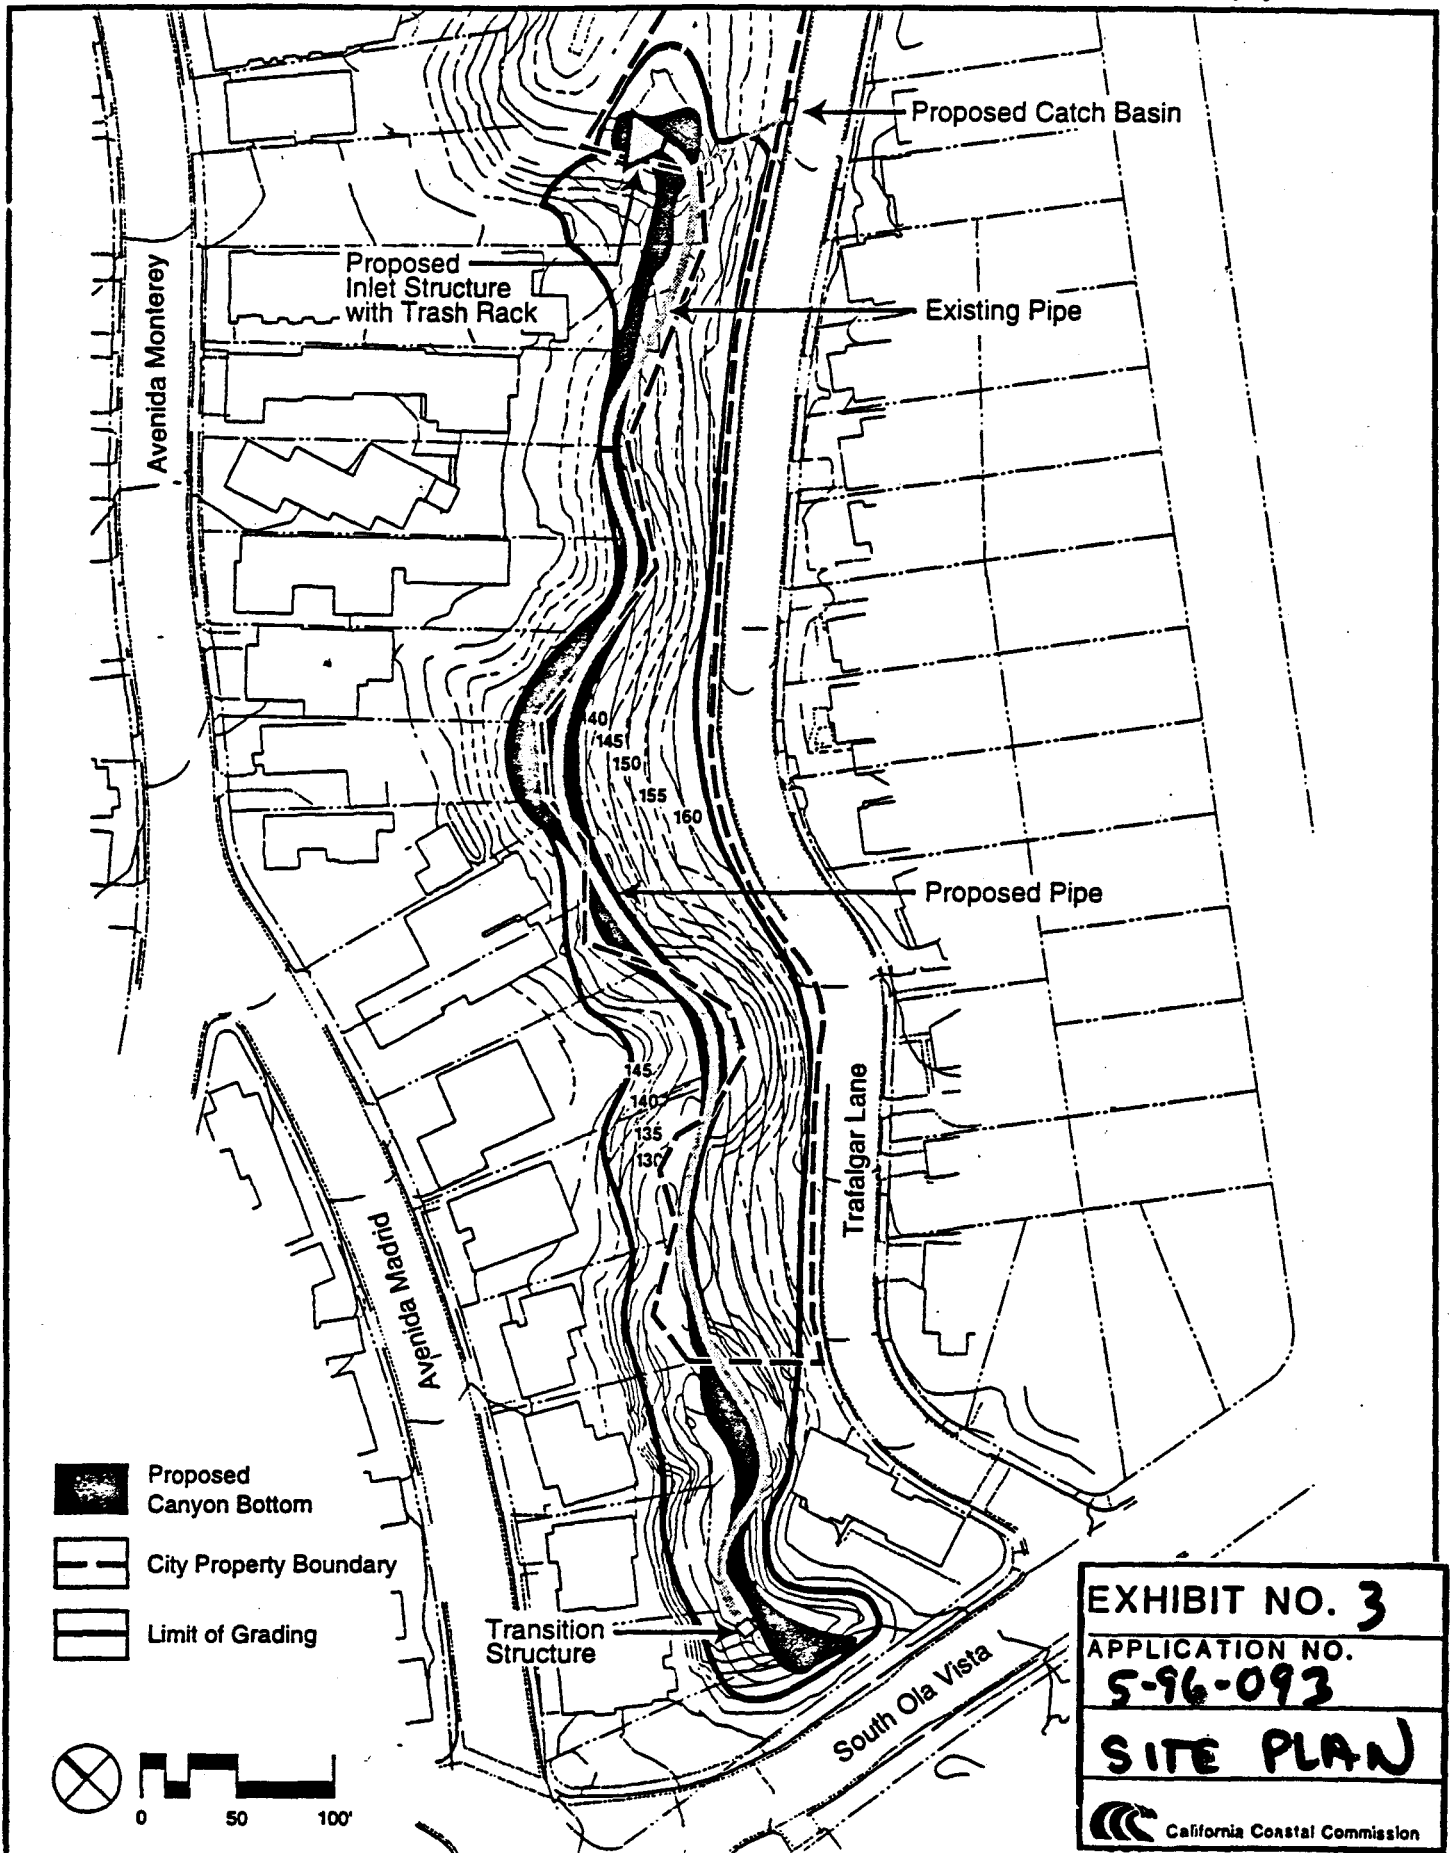 Proposed Catch Basin
Proposed
Inlet Structure
with Trash Rack
Existing Pipe
Avenida Monterey
40
145
150
155
160
Proposed Pipe
145
140
135
130
Trafalgar Lane
Avenida Madrid
Proposed
Canyon Bottom
City Property Boundary
Limit of Grading
Transition
Structure
South Ola Vista
0 50 100'
EXHIBIT NO. 3
APPLICATION NO.
5-96-093
SITE PLAN
California Coastal Commission